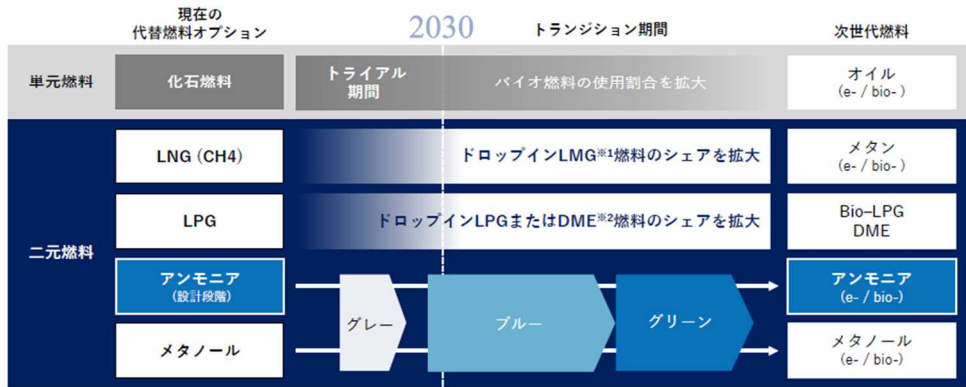 現在の
代替燃料オプション
2030
トランジション期間
次世代燃料
単元燃料
化石燃料
トライアル
期間
バイオ燃料の使用割合を拡大
オイル
(e- / bio- )
二元燃料
LNG (CH4)
ドロップインLMG※1燃料のシェアを拡大
メタン
(e- / bio- )
LPG
ドロップインLPGまたはDME※2燃料のシェアを拡大
Bio–LPG
DME
アンモニア
(設計段階)
グレー
ブルー
グリーン
アンモニア
(e- / bio-)
メタノール
メタノール
(e- / bio-)